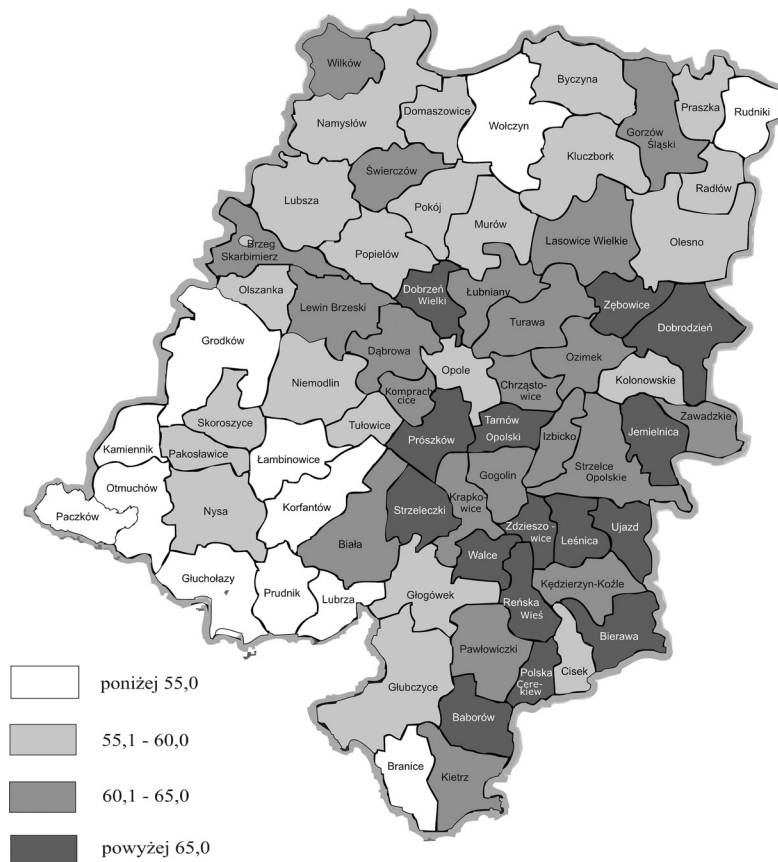 Wilków
Byczyna
Praszka
Rudniki
Domaszowice
Namysłów
Wołczyn
Gorzów
Śląski
Kluczbork
Świerczów
Radłów
Lubsza
Pokój
Murów
Olesno
Brzeg
Skarbimierz
Popielów
Lasowice Wielkie
Olszanka
Dobrzeń
Wielki
Łubniany
Lewin Brzeski
Zębowice
Turawa
Dobrodzień
Grodków
Dąbrowa
Ozimek
Opole
Niemodlin
Chrząsto-
wice
Kolonowskie
Komprach
cice
Skoroszyce
Tułowice
Tarnów
Opolski
Zawadzkie
Prószków
Izbicko
Jemielnica
Kamiennik
Pakosławice
Łambinowice
Strzelce
Opolskie
Gogolin
Otmuchów
Krapko-
wice
Paczków
Nysa
Korfantów
Strzeleczki
Zdzieszo -
wice
Ujazd
Leśnica
Biała
Walce
Głuchołazy
Prudnik
Lubrza
Głogówek
Kędzierzyn-Koźle
Reńska
Wieś
Bierawa
Pawłowiczki
Polska
Cere-
kiew
Cisek
Głubczyce
Baborów
Branice
Kietrz
poniżej 55,0
55,1 - 60,0
60,1 - 65,0
powyżej 65,0